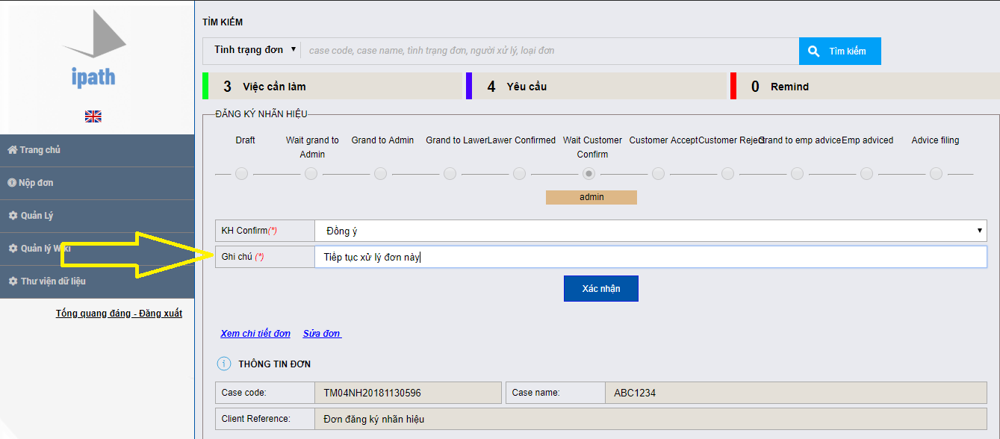 ipath
Trang chủ
Nộp đơn
Quản Lý
Quản lý Wiki
Thư viện dữ liệu
Tống quang đáng - Đăng xuất
TÌM KIẾM
Tình trạng đơn
case code, case name, tình trạng đơn, người xử lý, loại đơn
Tìm kiếm
3 Việc cần làm
4 Yêu cầu
0 Remind
ĐĂNG KÝ NHÃN HIỆU
Draft
Wait grand to
Admin
Grand to Admin
Grand to Lawer
Lawer Confirmed
Wait Customer
Confirm
Customer Accept
Customer Reject
Grand to emp advice
Emp adviced
Advice filing
admin
KH Confirm(*)
Đồng ý
Ghi chú (*)
Tiếp tục xử lý đơn này
Xác nhận
Xem chi tiết đơn
Sửa đơn
i
THÔNG TIN ĐƠN
Case code:
TM04NH20181130596
Case name:
ABC1234
Client Reference:
Đơn đăng ký nhãn hiệu